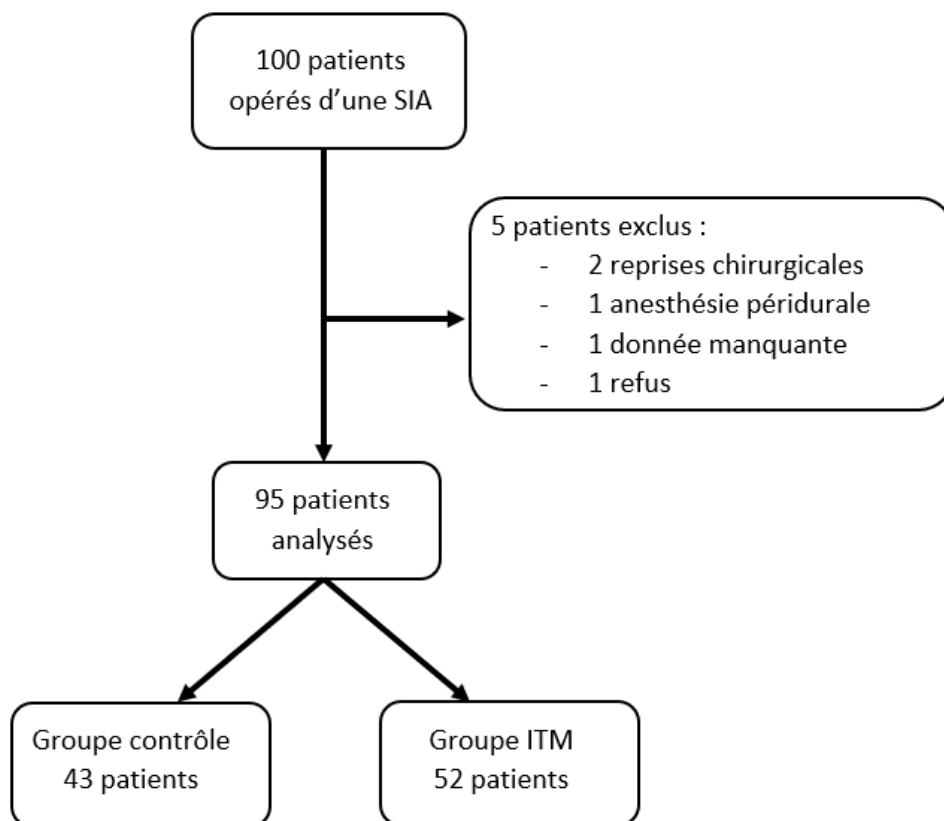 100 patients
opérés d’une SIA
5 patients exclus :
- 2 reprises chirurgicales
- 1 anesthésie péridurale
- 1 donnée manquante
- 1 refus
95 patients
analysés
Groupe contrôle
43 patients
Groupe ITM
52 patients